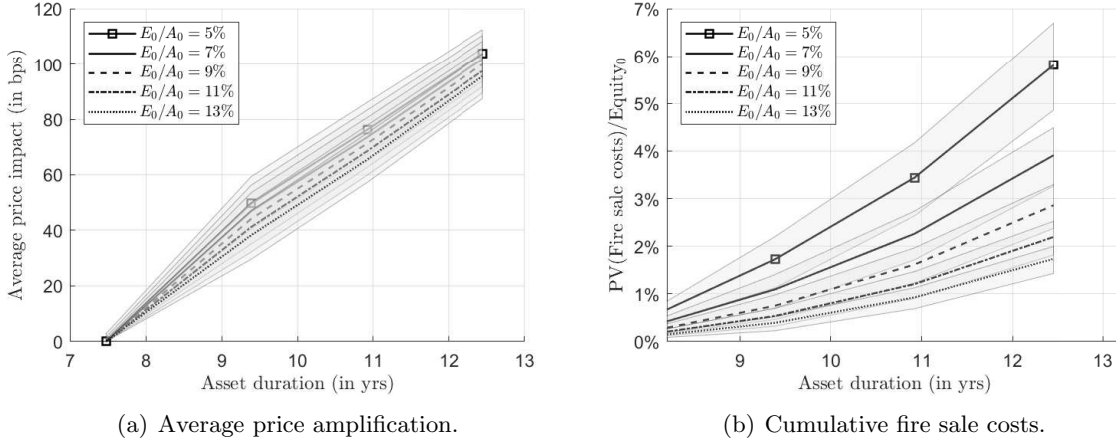 120
100
80
60
40
20
0
7 8 9 10 11 12 13
Average price impact (in bps)
Asset duration (in yrs)
E₀/A₀ = 5%
E₀/A₀ = 7%
E₀/A₀ = 9%
E₀/A₀ = 11%
E₀/A₀ = 13%
(a) Average price amplification.
7%
6%
5%
4%
3%
2%
1%
0%
9 10 11 12 13
PV(Fire sale costs)/Equity₀
Asset duration (in yrs)
E₀/A₀ = 5%
E₀/A₀ = 7%
E₀/A₀ = 9%
E₀/A₀ = 11%
E₀/A₀ = 13%
(b) Cumulative fire sale costs.